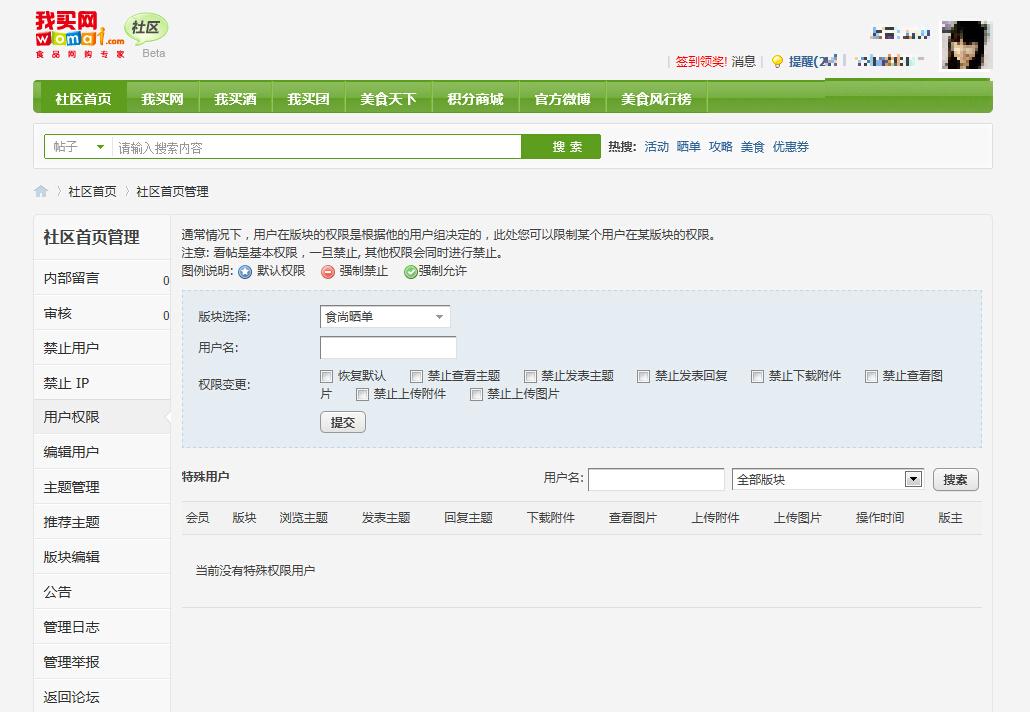 我买网
womai.com
食品网购专家
社区
Beta
签到领奖! 消息 提醒(
社区首页 我买网 我买酒 我买团 美食天下 积分商城 官方微博 美食风行榜
帖子 请输入搜索内容 搜 索 热搜: 活动 晒单 攻略 美食 优惠券
社区首页 社区首页管理
社区首页管理
内部留言 0
审核 0
禁止用户
禁止 IP
用户权限
编辑用户
主题管理
推荐主题
版块编辑
公告
管理日志
管理举报
返回论坛
通常情况下，用户在版块的权限是根据他的用户组决定的，此处您可以限制某个用户在某版块的权限。
注意: 看帖是基本权限，一旦禁止, 其他权限会同时进行禁止。
图例说明: 默认权限 强制禁止 强制允许
版块选择: 食尚晒单
用户名:
权限变更: 恢复默认 禁止查看主题 禁止发表主题 禁止发表回复 禁止下载附件 禁止查看图
片 禁止上传附件 禁止上传图片
提交
特殊用户 用户名: 全部版块 搜索
会员 版块 浏览主题 发表主题 回复主题 下载附件 查看图片 上传附件 上传图片 操作时间 版主
当前没有特殊权限用户